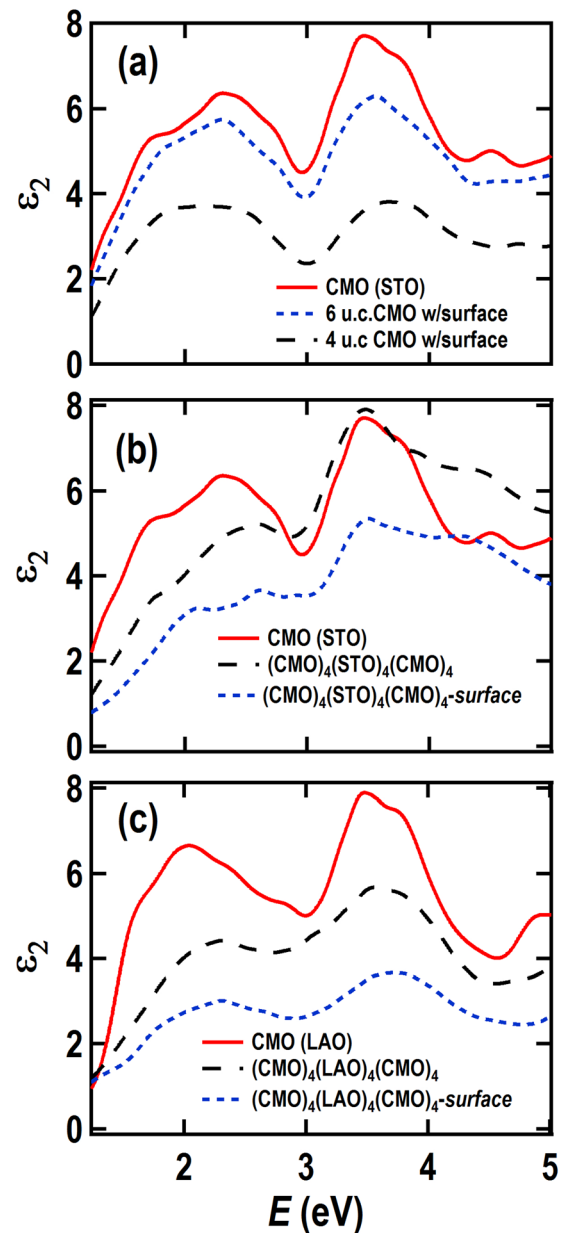 8
(a)
6
ε₂
4
2
CMO (STO)
6 u.c.CMO w/surface
4 u.c CMO w/surface
0
8
(b)
6
ε₂
4
CMO (STO)
2
(CMO)₄(STO)₄(CMO)₄
(CMO)₄(STO)₄(CMO)₄-surface
0
8
(c)
6
ε₂
4
2
CMO (LAO)
(CMO)₄(LAO)₄(CMO)₄
(CMO)₄(LAO)₄(CMO)₄-surface
0
2 3 4 5
E (eV)